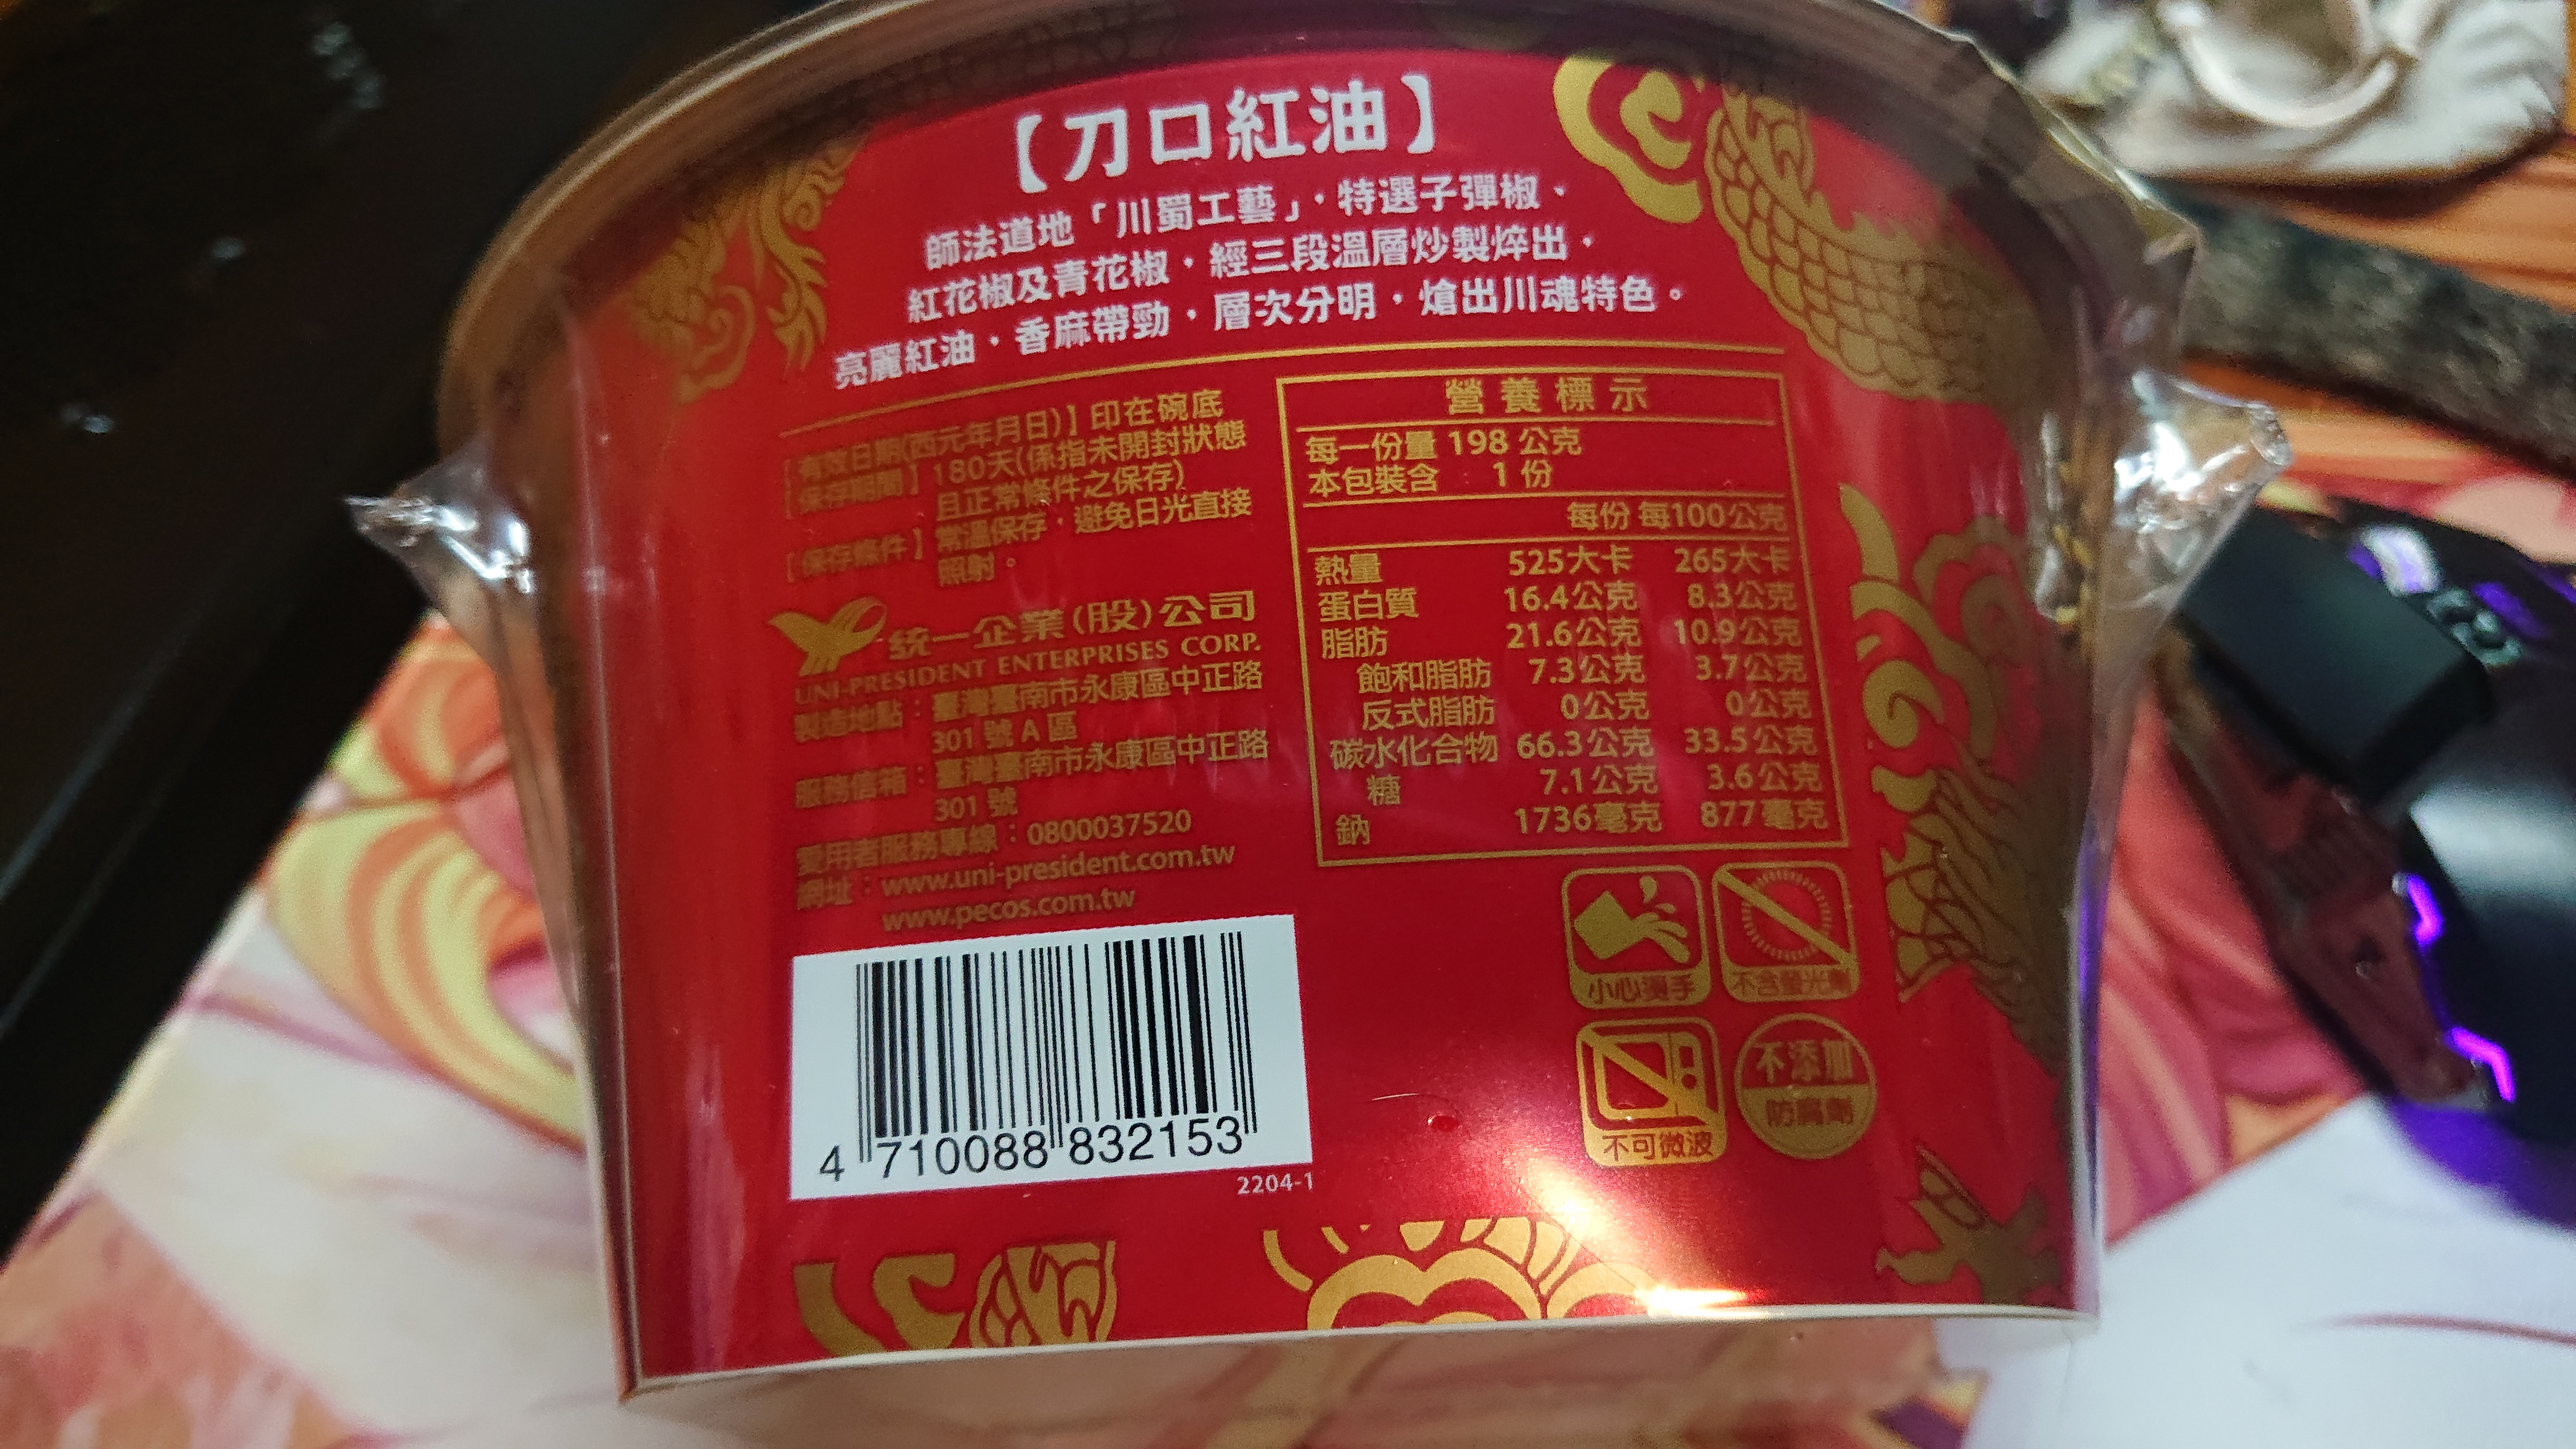 【刀口紅油】
師法道地「川蜀工藝」，特選子彈椒、
紅花椒及青花椒，經三段溫層炒製焠出，
亮麗紅油，香麻帶勁，層次分明，熗出川魂特色。
【有效日期(西元年月日)】印在碗底
【保存期間】180天(係指未開封狀態
且正常條件之保存)
【保存條件】常溫保存，避免日光直接
照射。
統一企業(股)公司
UNI-PRESIDENT ENTERPRISES CORP.
製造地點：臺灣臺南市永康區中正路
301 號 A 區
服務信箱：臺灣臺南市永康區中正路
301 號
愛用者服務專線：0800037520
網址：www.uni-president.com.tw
www.pecos.com.tw
4 710088 832153
2204-1
營養標示
每一份量 198 公克
本包裝含 1 份
每份 每100公克
熱量 525大卡 265大卡
蛋白質 16.4公克 8.3公克
脂肪 21.6公克 10.9公克
飽和脂肪 7.3公克 3.7公克
反式脂肪 0公克 0公克
碳水化合物 66.3公克 33.5公克
糖 7.1公克 3.6公克
鈉 1736毫克 877毫克
小心燙手
不含螢光劑
不可微波
不添加
防腐劑